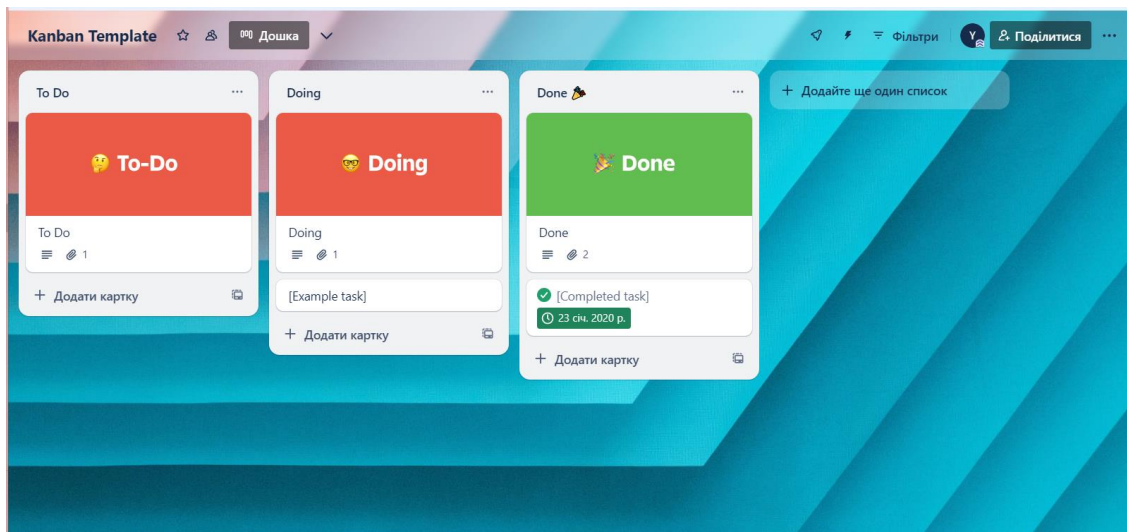 Kanban Template
Дошка
Фільтри
Y
Поділитися
To Do
To-Do
To Do
1
Додати картку
Doing
Doing
Doing
1
[Example task]
Додати картку
Done
Done
Done
2
[Completed task]
23 січ. 2020 р.
Додати картку
Додайте ще один список